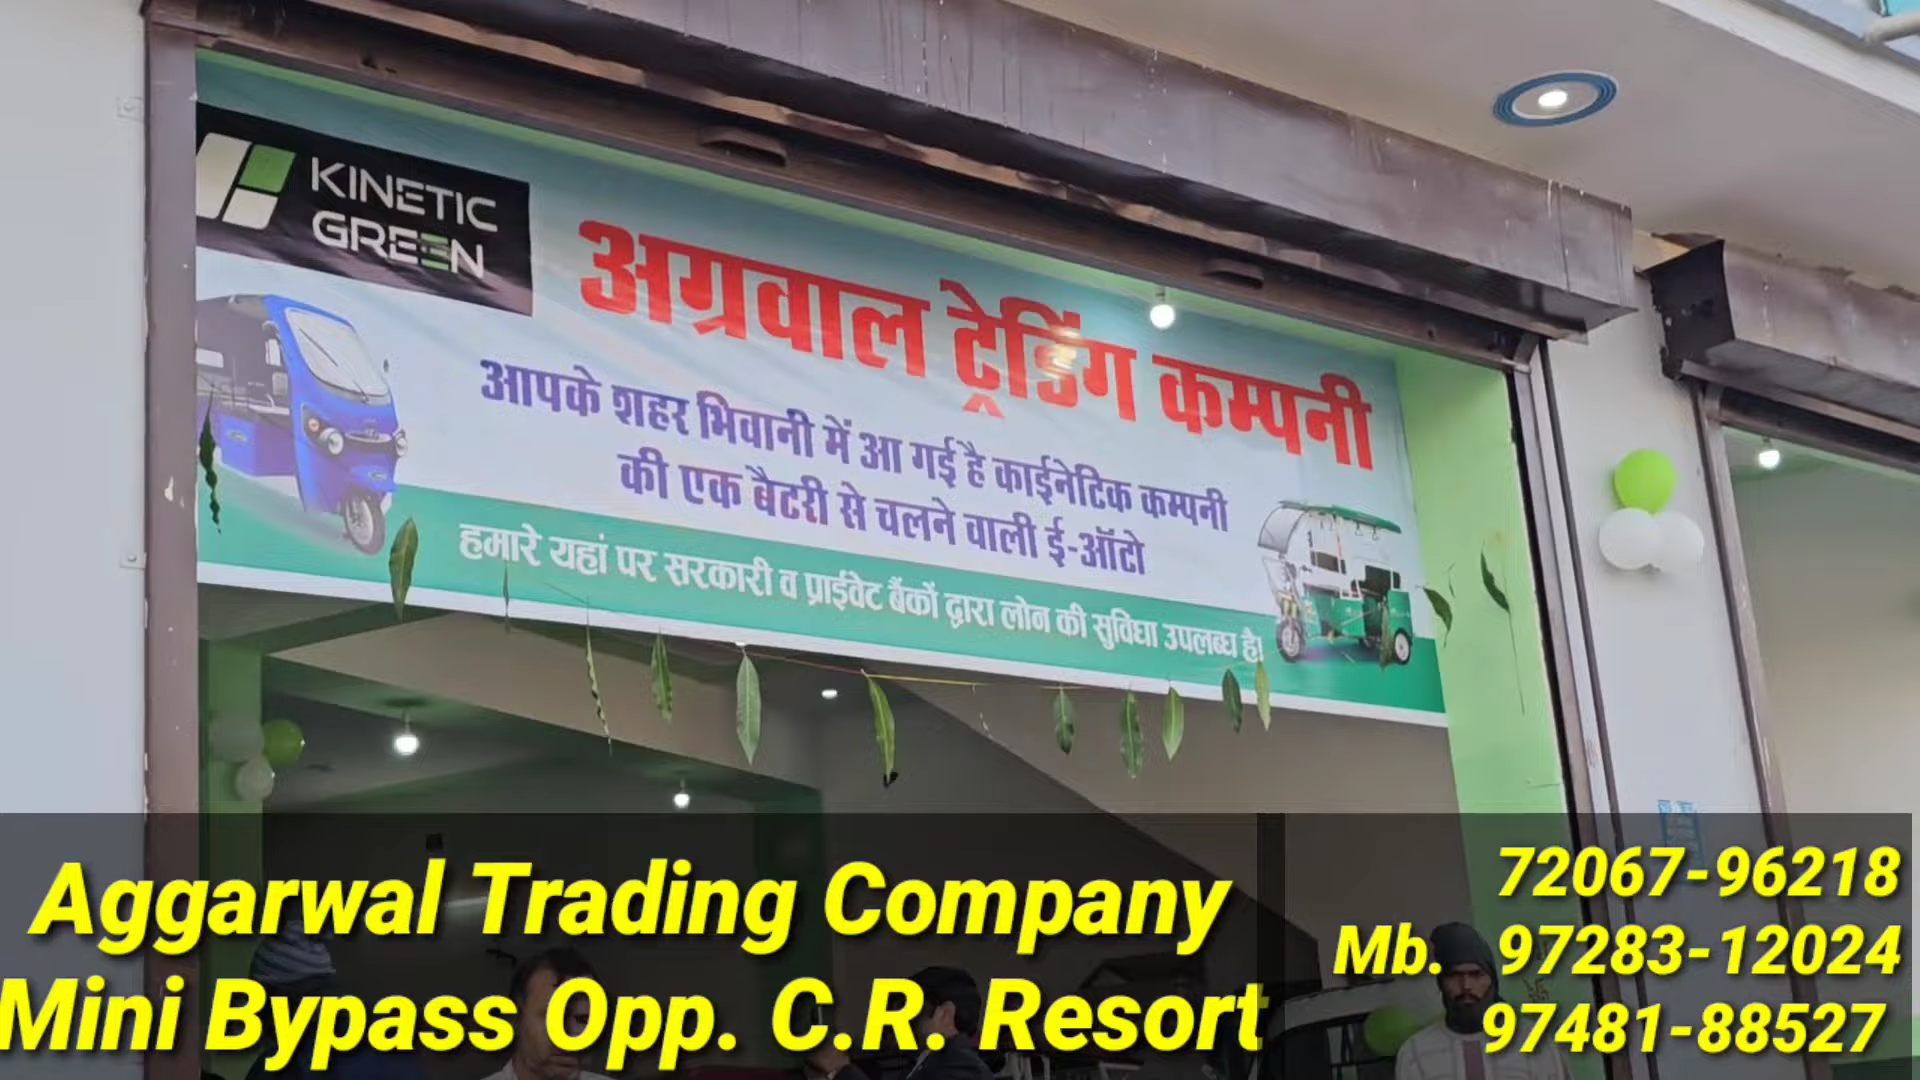 KINETIC
GREEN
अग्रवाल ट्रेडिंग कम्पनी
आपके शहर भिवानी में आ गई है काईनेटिक कम्पनी
की एक बैटरी से चलने वाली ई-ऑटो
हमारे यहां पर सरकारी व प्राईवेट बैंकों द्वारा लोन की सुविधा उपलब्ध है।
Aggarwal Trading Company
Mini Bypass Opp. C.R. Resort
72067-96218
Mb. 97283-12024
97481-88527